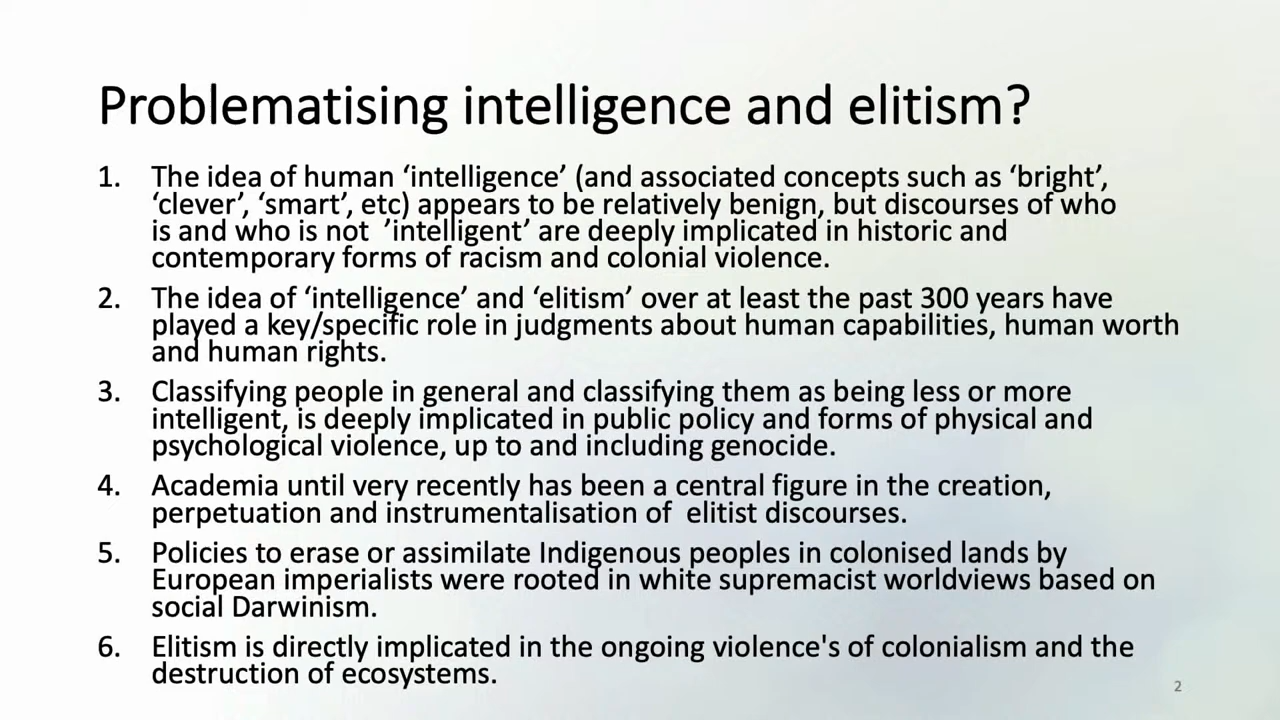 Problematising intelligence and elitism?
1. The idea of human ‘intelligence’ (and associated concepts such as ‘bright’,
‘clever’, ‘smart’, etc) appears to be relatively benign, but discourses of who
is and who is not ’intelligent’ are deeply implicated in historic and
contemporary forms of racism and colonial violence.
2. The idea of ‘intelligence’ and ‘elitism’ over at least the past 300 years have
played a key/specific role in judgments about human capabilities, human worth
and human rights.
3. Classifying people in general and classifying them as being less or more
intelligent, is deeply implicated in public policy and forms of physical and
psychological violence, up to and including genocide.
4. Academia until very recently has been a central figure in the creation,
perpetuation and instrumentalisation of elitist discourses.
5. Policies to erase or assimilate Indigenous peoples in colonised lands by
European imperialists were rooted in white supremacist worldviews based on
social Darwinism.
6. Elitism is directly implicated in the ongoing violence's of colonialism and the
destruction of ecosystems.
2